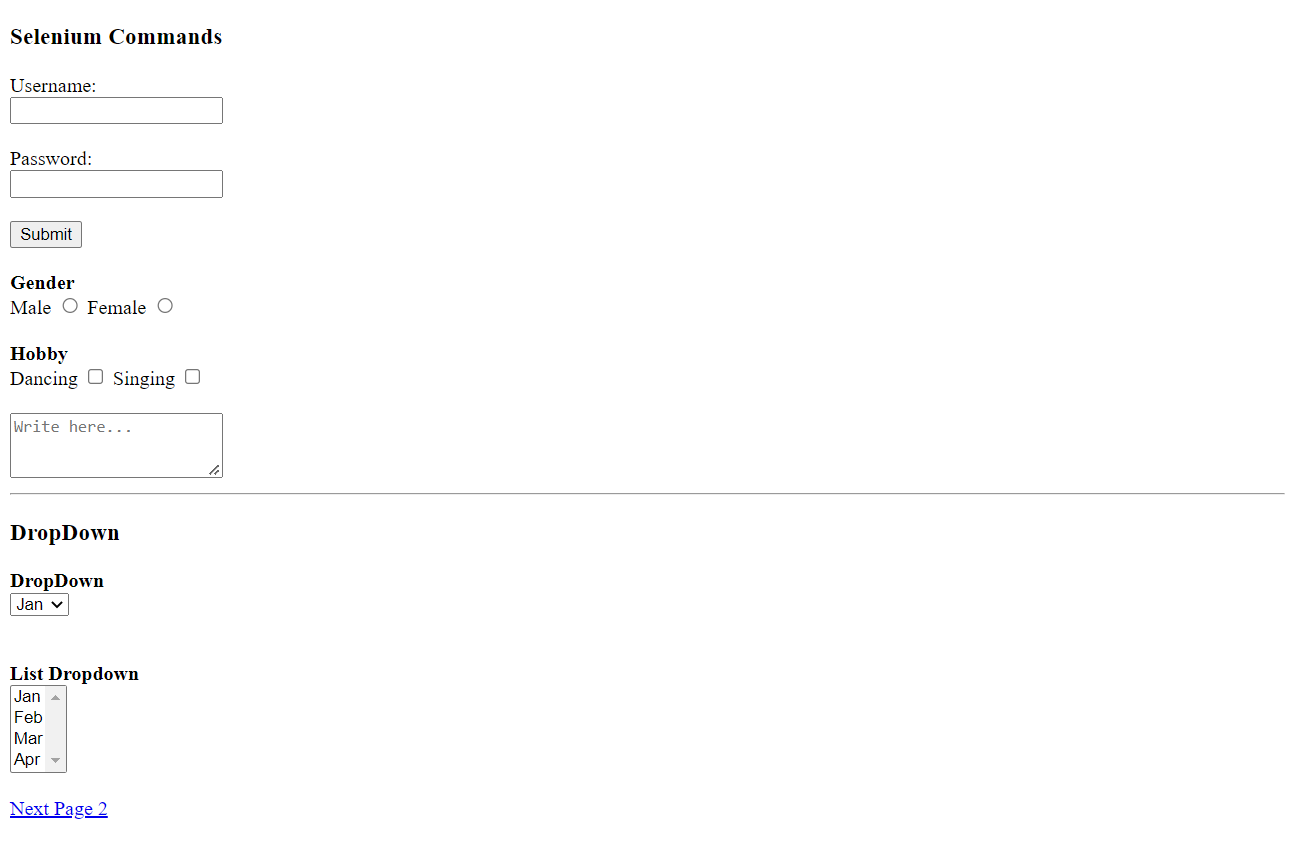 Selenium Commands
Username:
Password:
Submit
Gender
Male Female
Hobby
Dancing Singing
Write here...
DropDown
DropDown
Jan
List Dropdown
Jan
Feb
Mar
Apr
Next Page 2